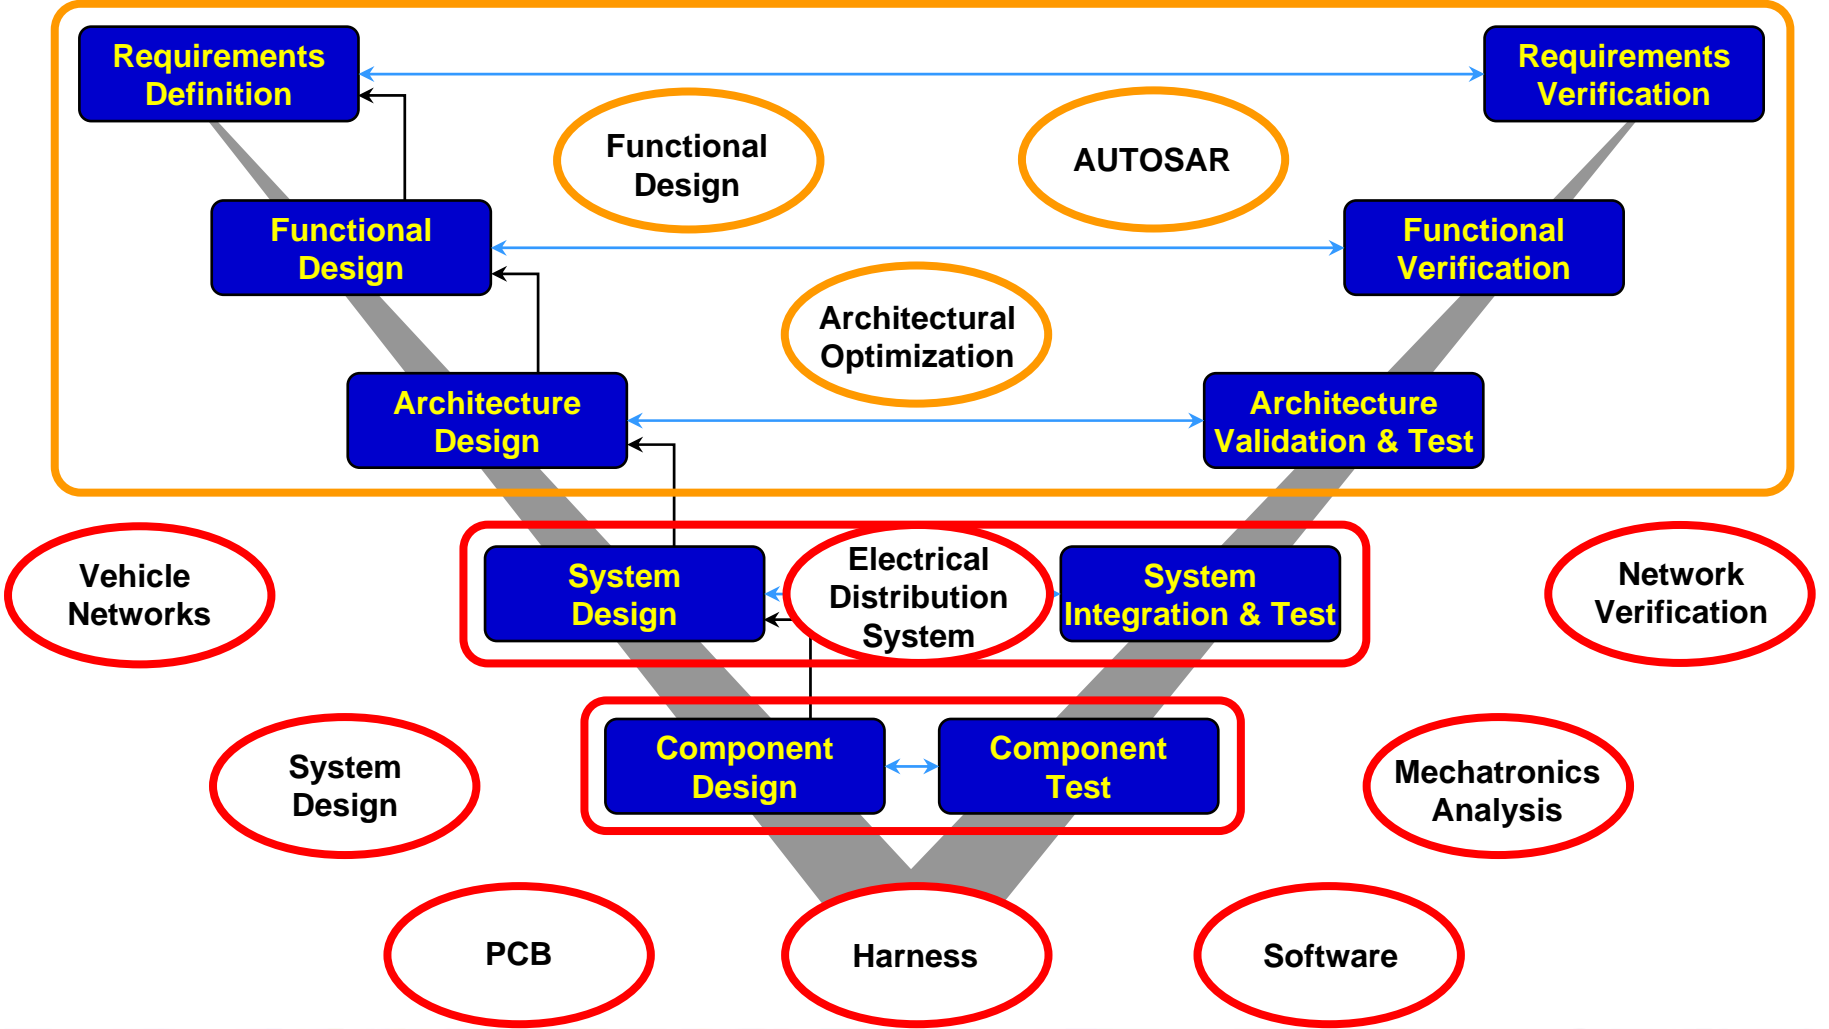 Requirements
Definition
Requirements
Verification
Functional
Design
AUTOSAR
Functional
Design
Functional
Verification
Architectural
Optimization
Architecture
Design
Architecture
Validation & Test
Vehicle
Networks
System
Design
Electrical
Distribution
System
System
Integration & Test
Network
Verification
System
Design
Component
Design
Component
Test
Mechatronics
Analysis
PCB
Harness
Software